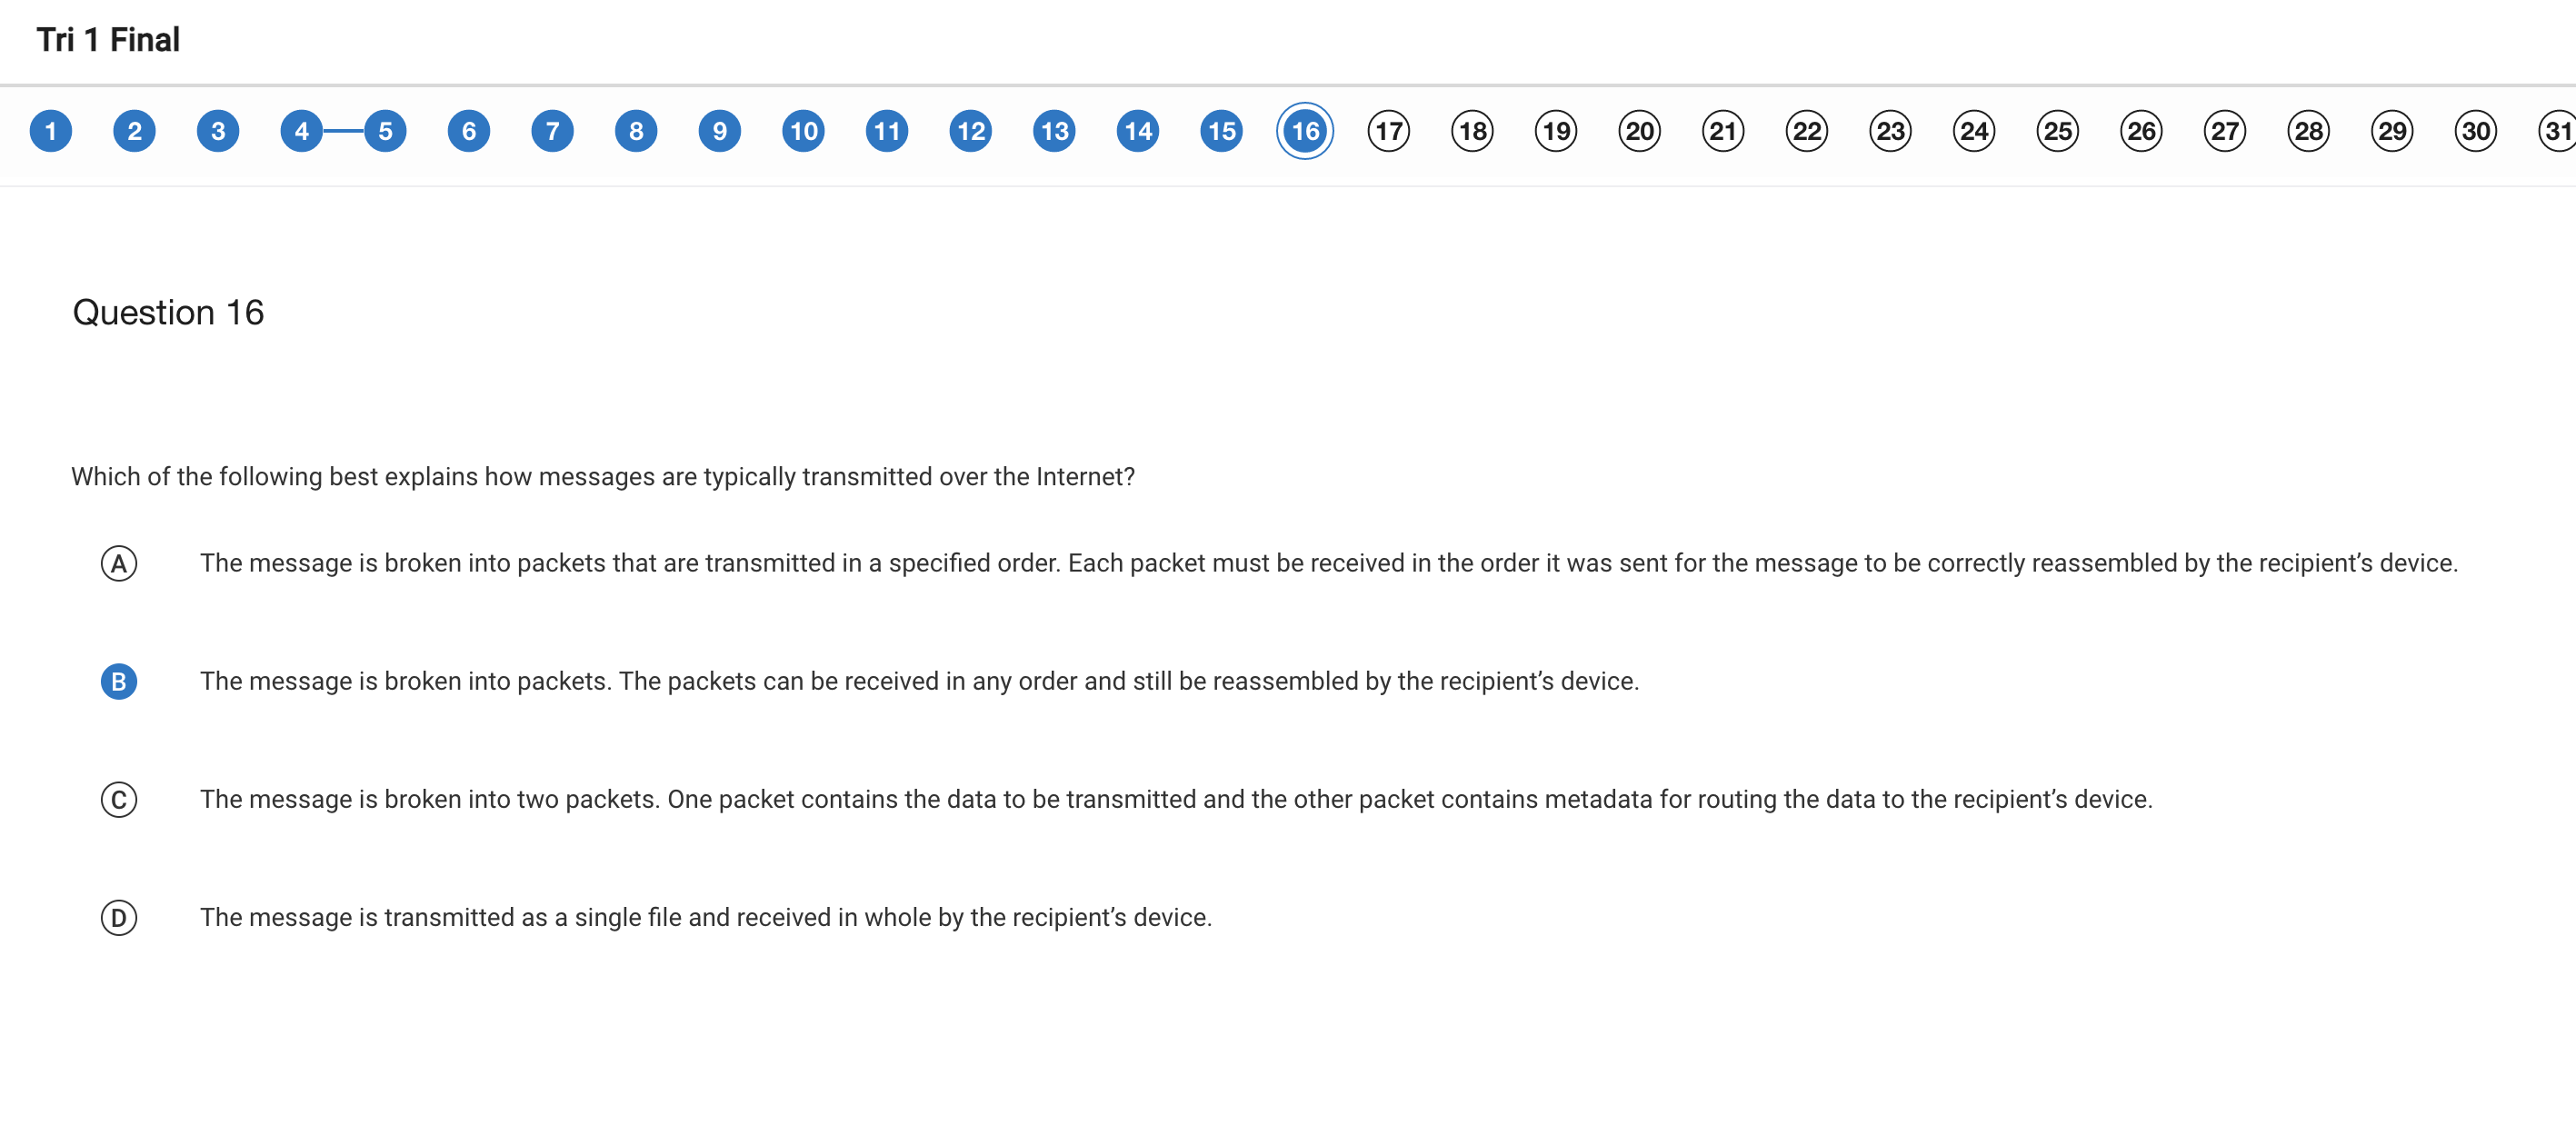 Tri 1 Final
1 2 3 4 5 6 7 8 9 10 11 12 13 14 15 16 17 18 19 20 21 22 23 24 25 26 27 28 29 30 31
Question 16
Which of the following best explains how messages are typically transmitted over the Internet?
A The message is broken into packets that are transmitted in a specified order. Each packet must be received in the order it was sent for the message to be correctly reassembled by the recipient’s device.
B The message is broken into packets. The packets can be received in any order and still be reassembled by the recipient’s device.
C The message is broken into two packets. One packet contains the data to be transmitted and the other packet contains metadata for routing the data to the recipient’s device.
D The message is transmitted as a single file and received in whole by the recipient’s device.